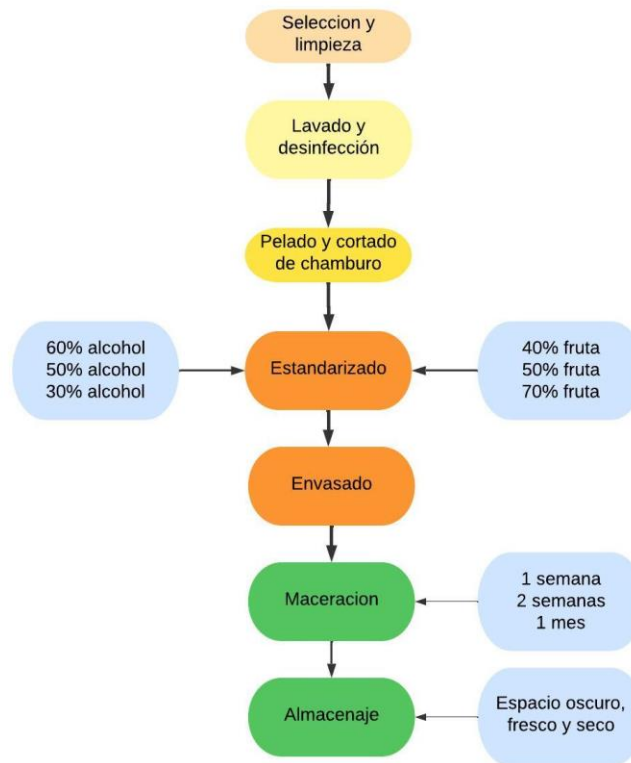 Seleccion y
limpieza
Lavado y
desinfección
Pelado y cortado
de chamburo
60% alcohol
50% alcohol
30% alcohol
Estandarizado
40% fruta
50% fruta
70% fruta
Envasado
Maceracion
1 semana
2 semanas
1 mes
Almacenaje
Espacio oscuro,
fresco y seco